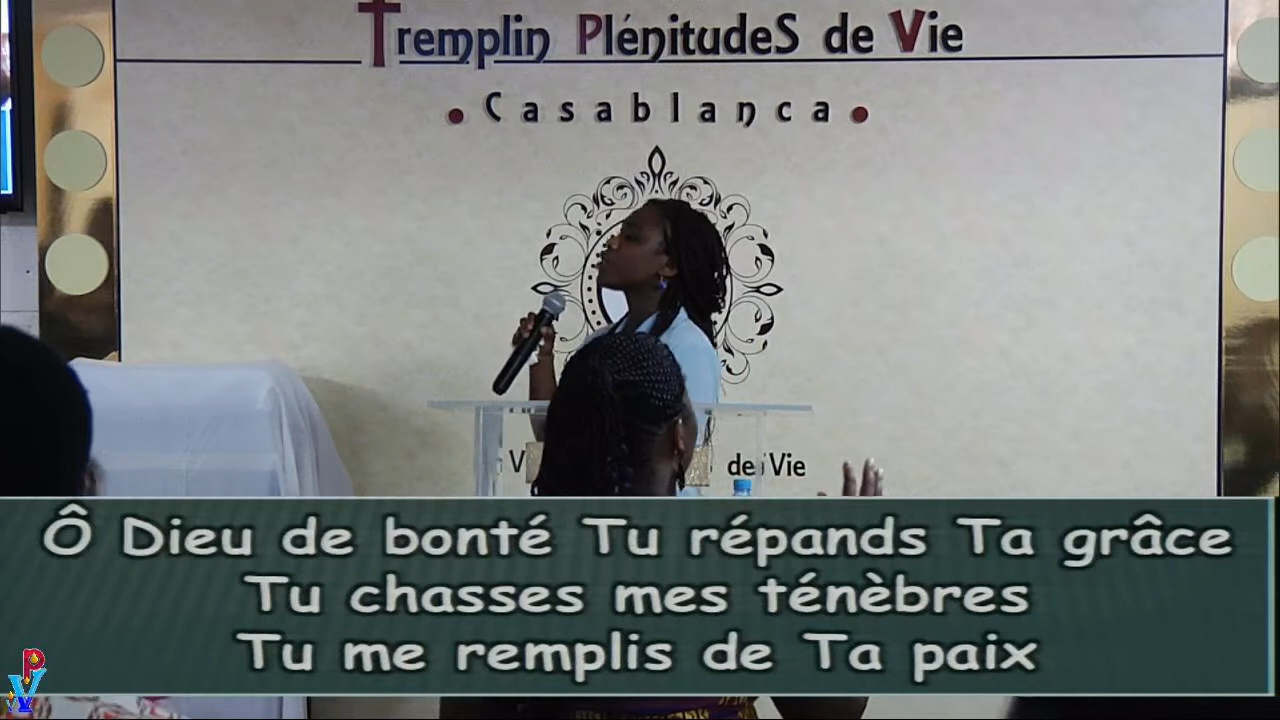 Tremplin PlénitudeS de Vie
• Casablanca •
V de Vie
Ô Dieu de bonté Tu répands Ta grâce
Tu chasses mes ténèbres
Tu me remplis de Ta paix
PV